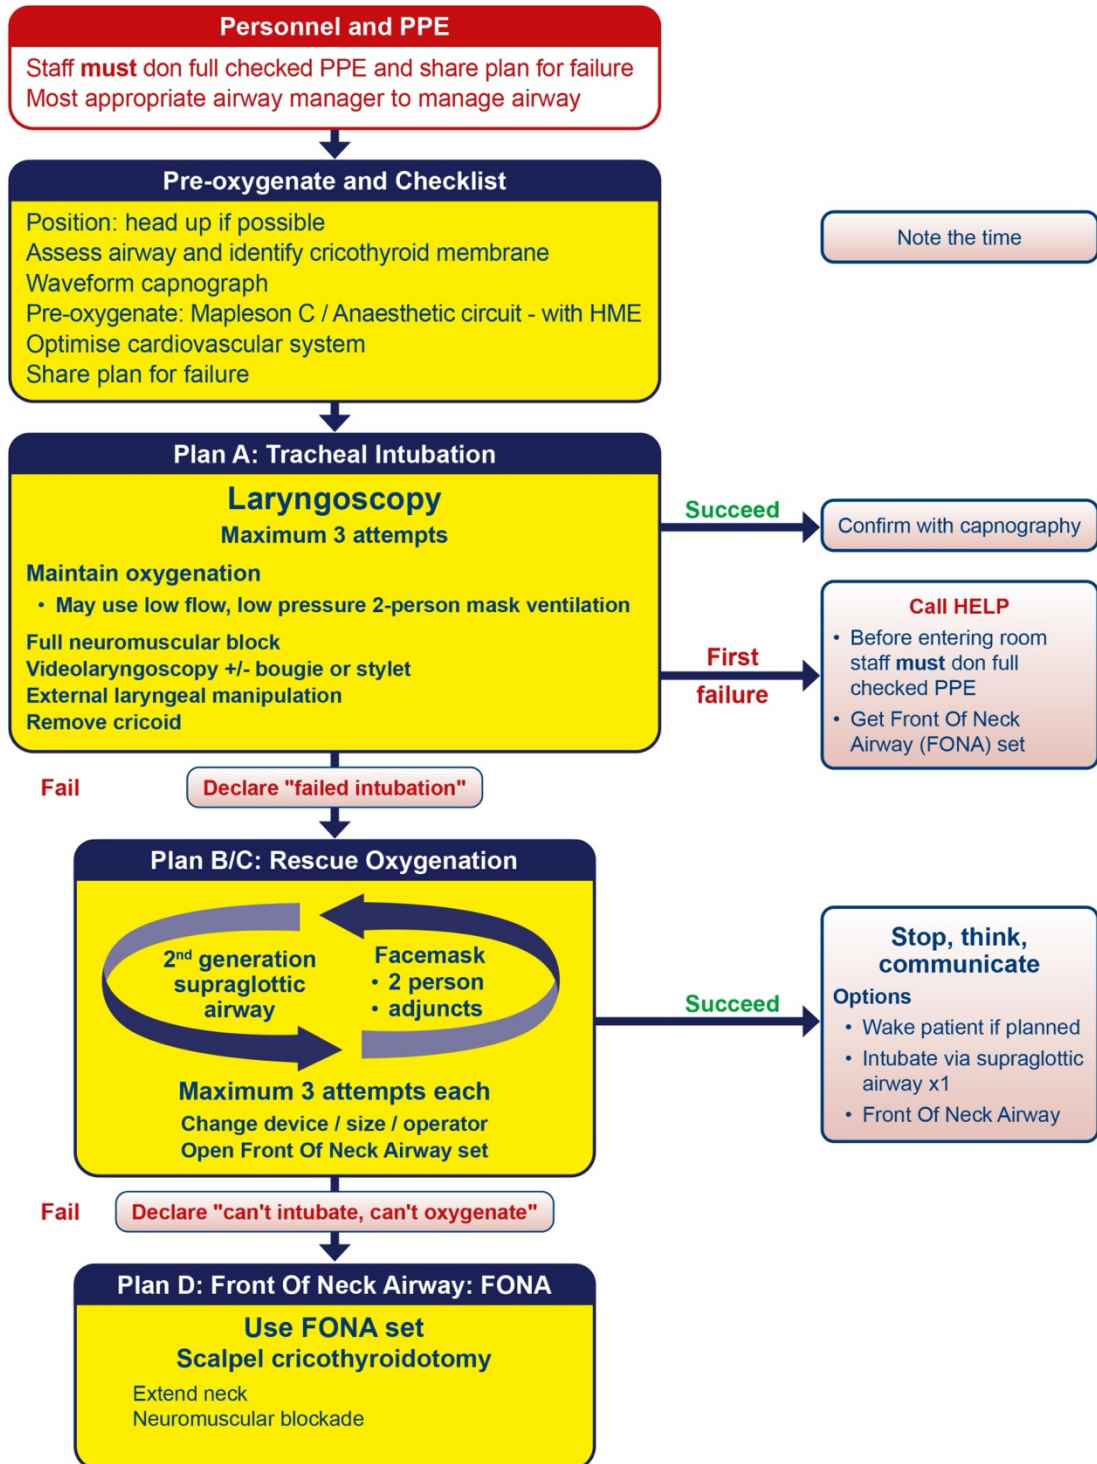 Personnel and PPE
Staff must don full checked PPE and share plan for failure
Most appropriate airway manager to manage airway
Pre-oxygenate and Checklist
Position: head up if possible
Assess airway and identify cricothyroid membrane
Waveform capnograph
Pre-oxygenate: Mapleson C / Anaesthetic circuit - with HME
Optimise cardiovascular system
Share plan for failure
Note the time
Plan A: Tracheal Intubation
Laryngoscopy
Maximum 3 attempts
Maintain oxygenation
• May use low flow, low pressure 2-person mask ventilation
Full neuromuscular block
Videolaryngoscopy +/- bougie or stylet
External laryngeal manipulation
Remove cricoid
Succeed
Confirm with capnography
First
failure
Call HELP
• Before entering room
staff must don full
checked PPE
• Get Front Of Neck
Airway (FONA) set
Fail
Declare "failed intubation"
Plan B/C: Rescue Oxygenation
2nd generation
supraglottic
airway
Facemask
• 2 person
• adjuncts
Maximum 3 attempts each
Change device / size / operator
Open Front Of Neck Airway set
Succeed
Stop, think,
communicate
Options
• Wake patient if planned
• Intubate via supraglottic
airway x1
• Front Of Neck Airway
Fail
Declare "can't intubate, can't oxygenate"
Plan D: Front Of Neck Airway: FONA
Use FONA set
Scalpel cricothyroidotomy
Extend neck
Neuromuscular blockade